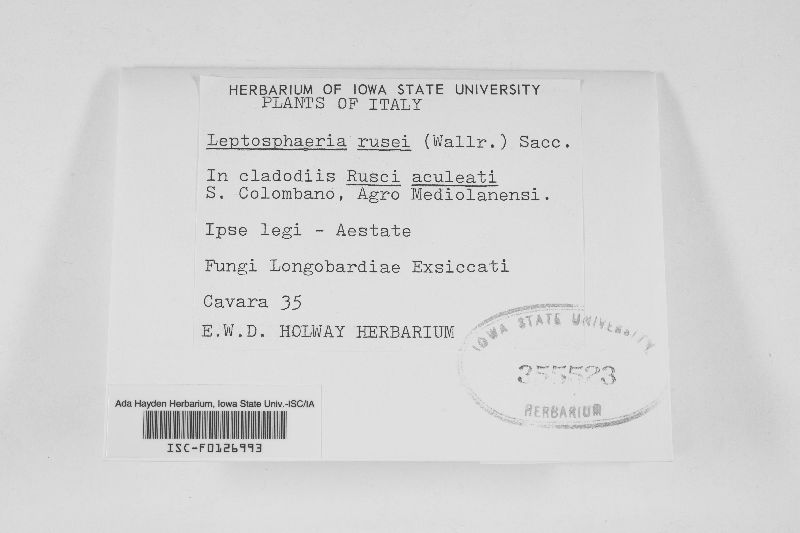 HERBARIUM OF IOWA STATE UNIVERSITY
PLANTS OF ITALY
Leptosphaeria rusei (Wallr.) Sacc.
In cladodiis Rusci aculeati
S. Colombano, Agro Mediolanensi.
Ipse legi - Aestate
Fungi Longobardiae Exsiccati
Cavara 35
E.W.D. HOLWAY HERBARIUM
IOWA STATE UNIVERSITY
355523
HERBARIUM
Ada Hayden Herbarium, Iowa State Univ.-ISC/IA
ISC-F0126993